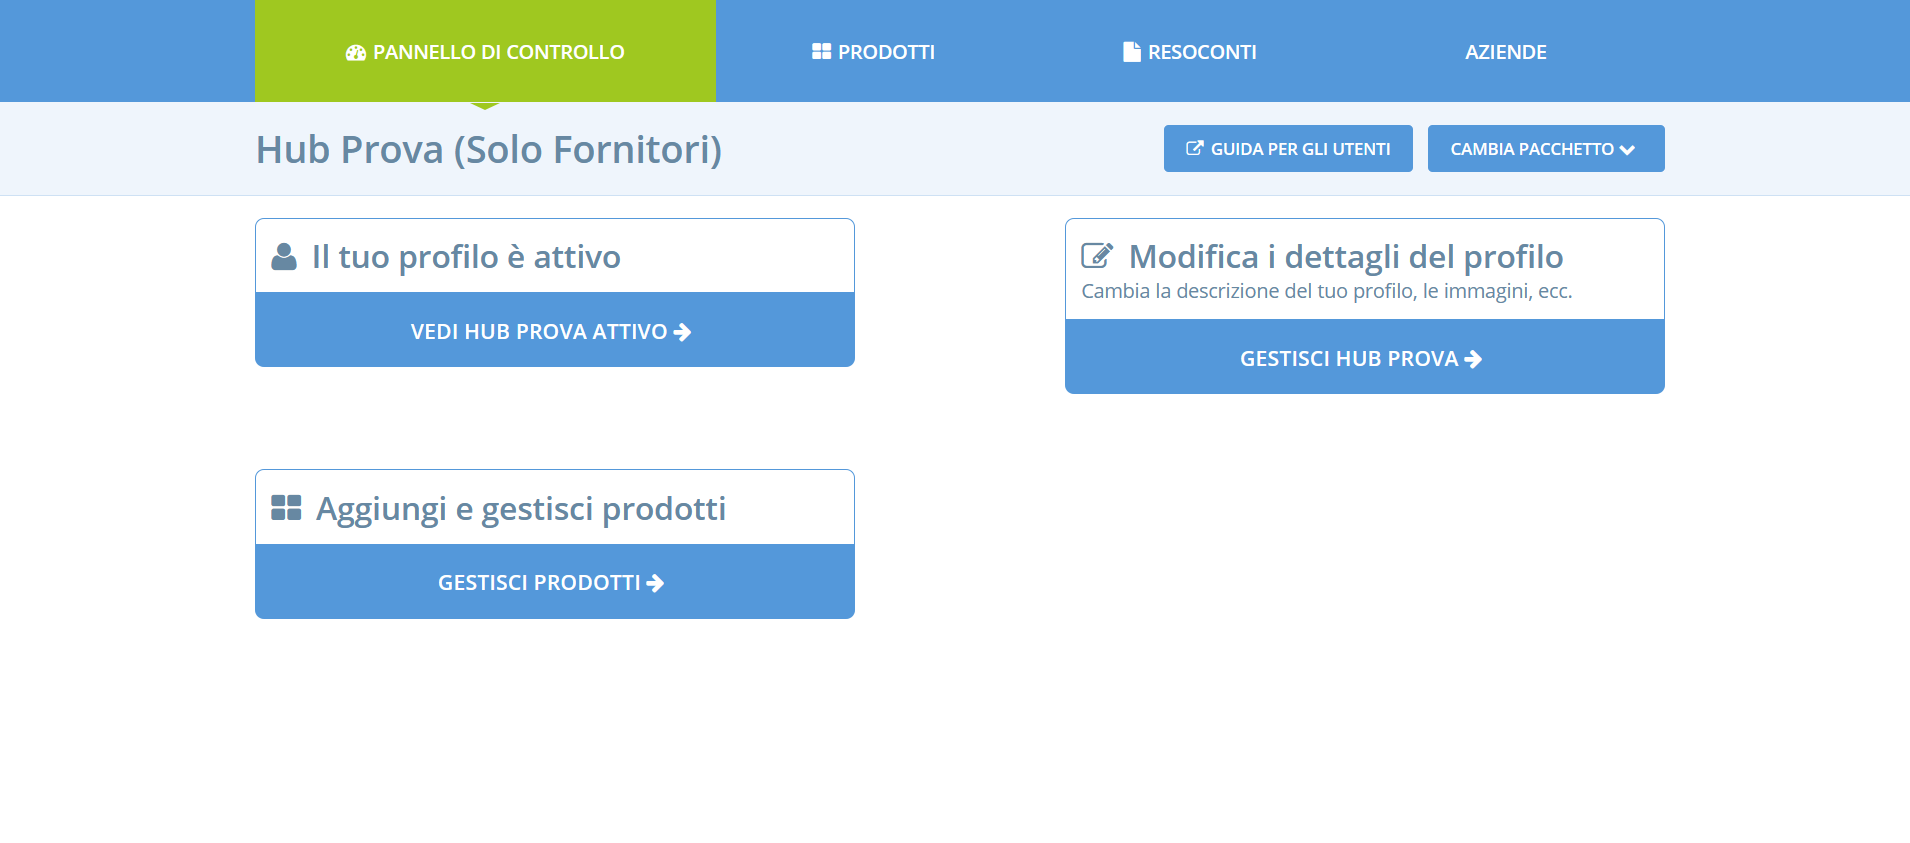 PANNELLO DI CONTROLLO
PRODOTTI
RESOCONTI
AZIENDE
Hub Prova (Solo Fornitori)
GUIDA PER GLI UTENTI
CAMBIA PACCHETTO
Il tuo profilo è attivo
VEDI HUB PROVA ATTIVO
Modifica i dettagli del profilo
Cambia la descrizione del tuo profilo, le immagini, ecc.
GESTISCI HUB PROVA
Aggiungi e gestisci prodotti
GESTISCI PRODOTTI